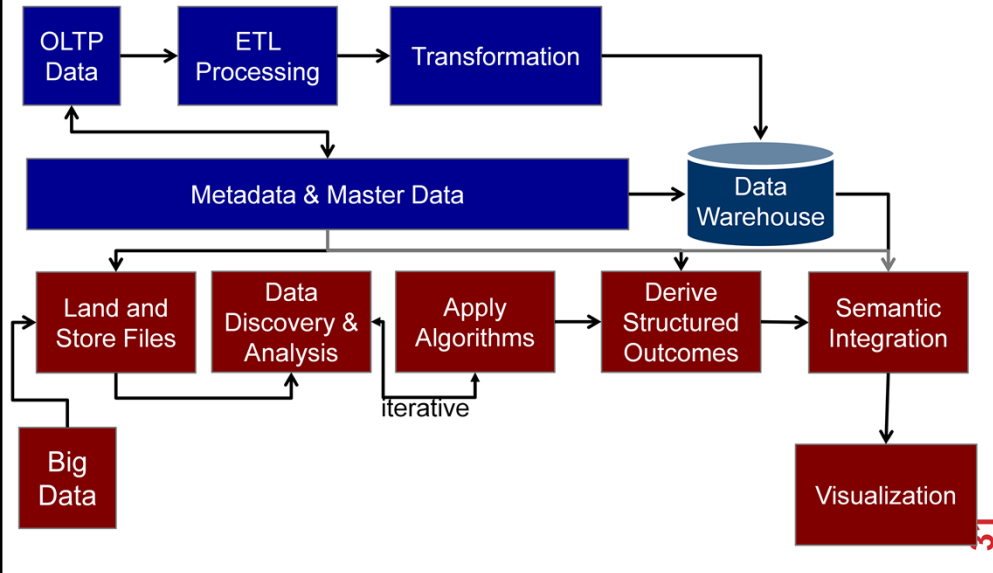 OLTP
Data
ETL
Processing
Transformation
Metadata & Master Data
Data
Warehouse
Land and
Store Files
Data
Discovery &
Analysis
Apply
Algorithms
Derive
Structured
Outcomes
Semantic
Integration
iterative
Big
Data
Visualization
31